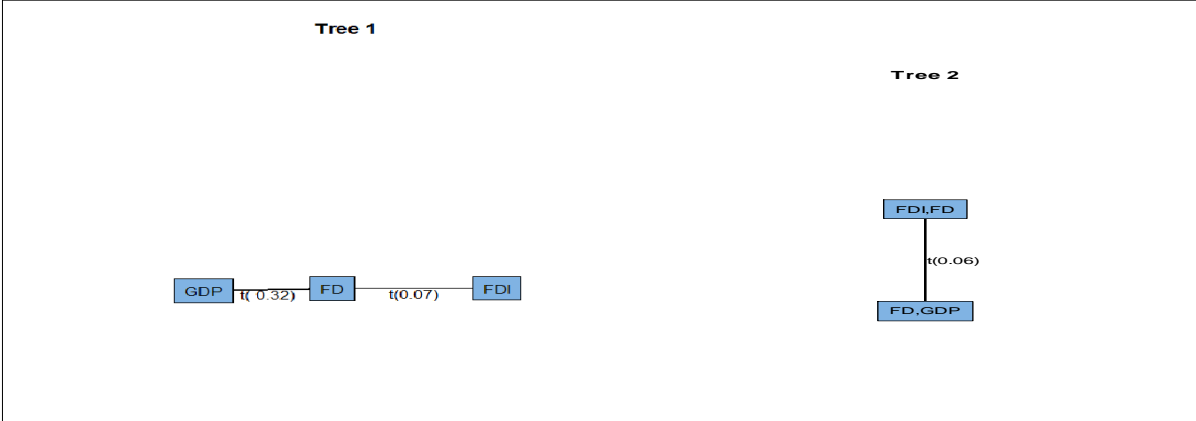 Tree 1
Tree 2
FDI,FD
t(0.06)
GDP
t( 0.32)
FD
t(0.07)
FDI
FD,GDP